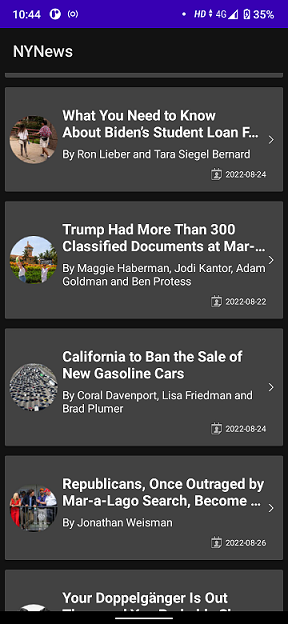 10:44
HD
4G
35%
NYNews
What You Need to Know
About Biden's Student Loan F...
By Ron Lieber and Tara Siegel Bernard
2022-08-24
Trump Had More Than 300
Classified Documents at Mar-...
By Maggie Haberman, Jodi Kantor, Adam
Goldman and Ben Protess
2022-08-22
California to Ban the Sale of
New Gasoline Cars
By Coral Davenport, Lisa Friedman and
Brad Plumer
2022-08-24
Republicans, Once Outraged by
Mar-a-Lago Search, Become ...
By Jonathan Weisman
2022-08-26
Your Doppelgänger Is Out